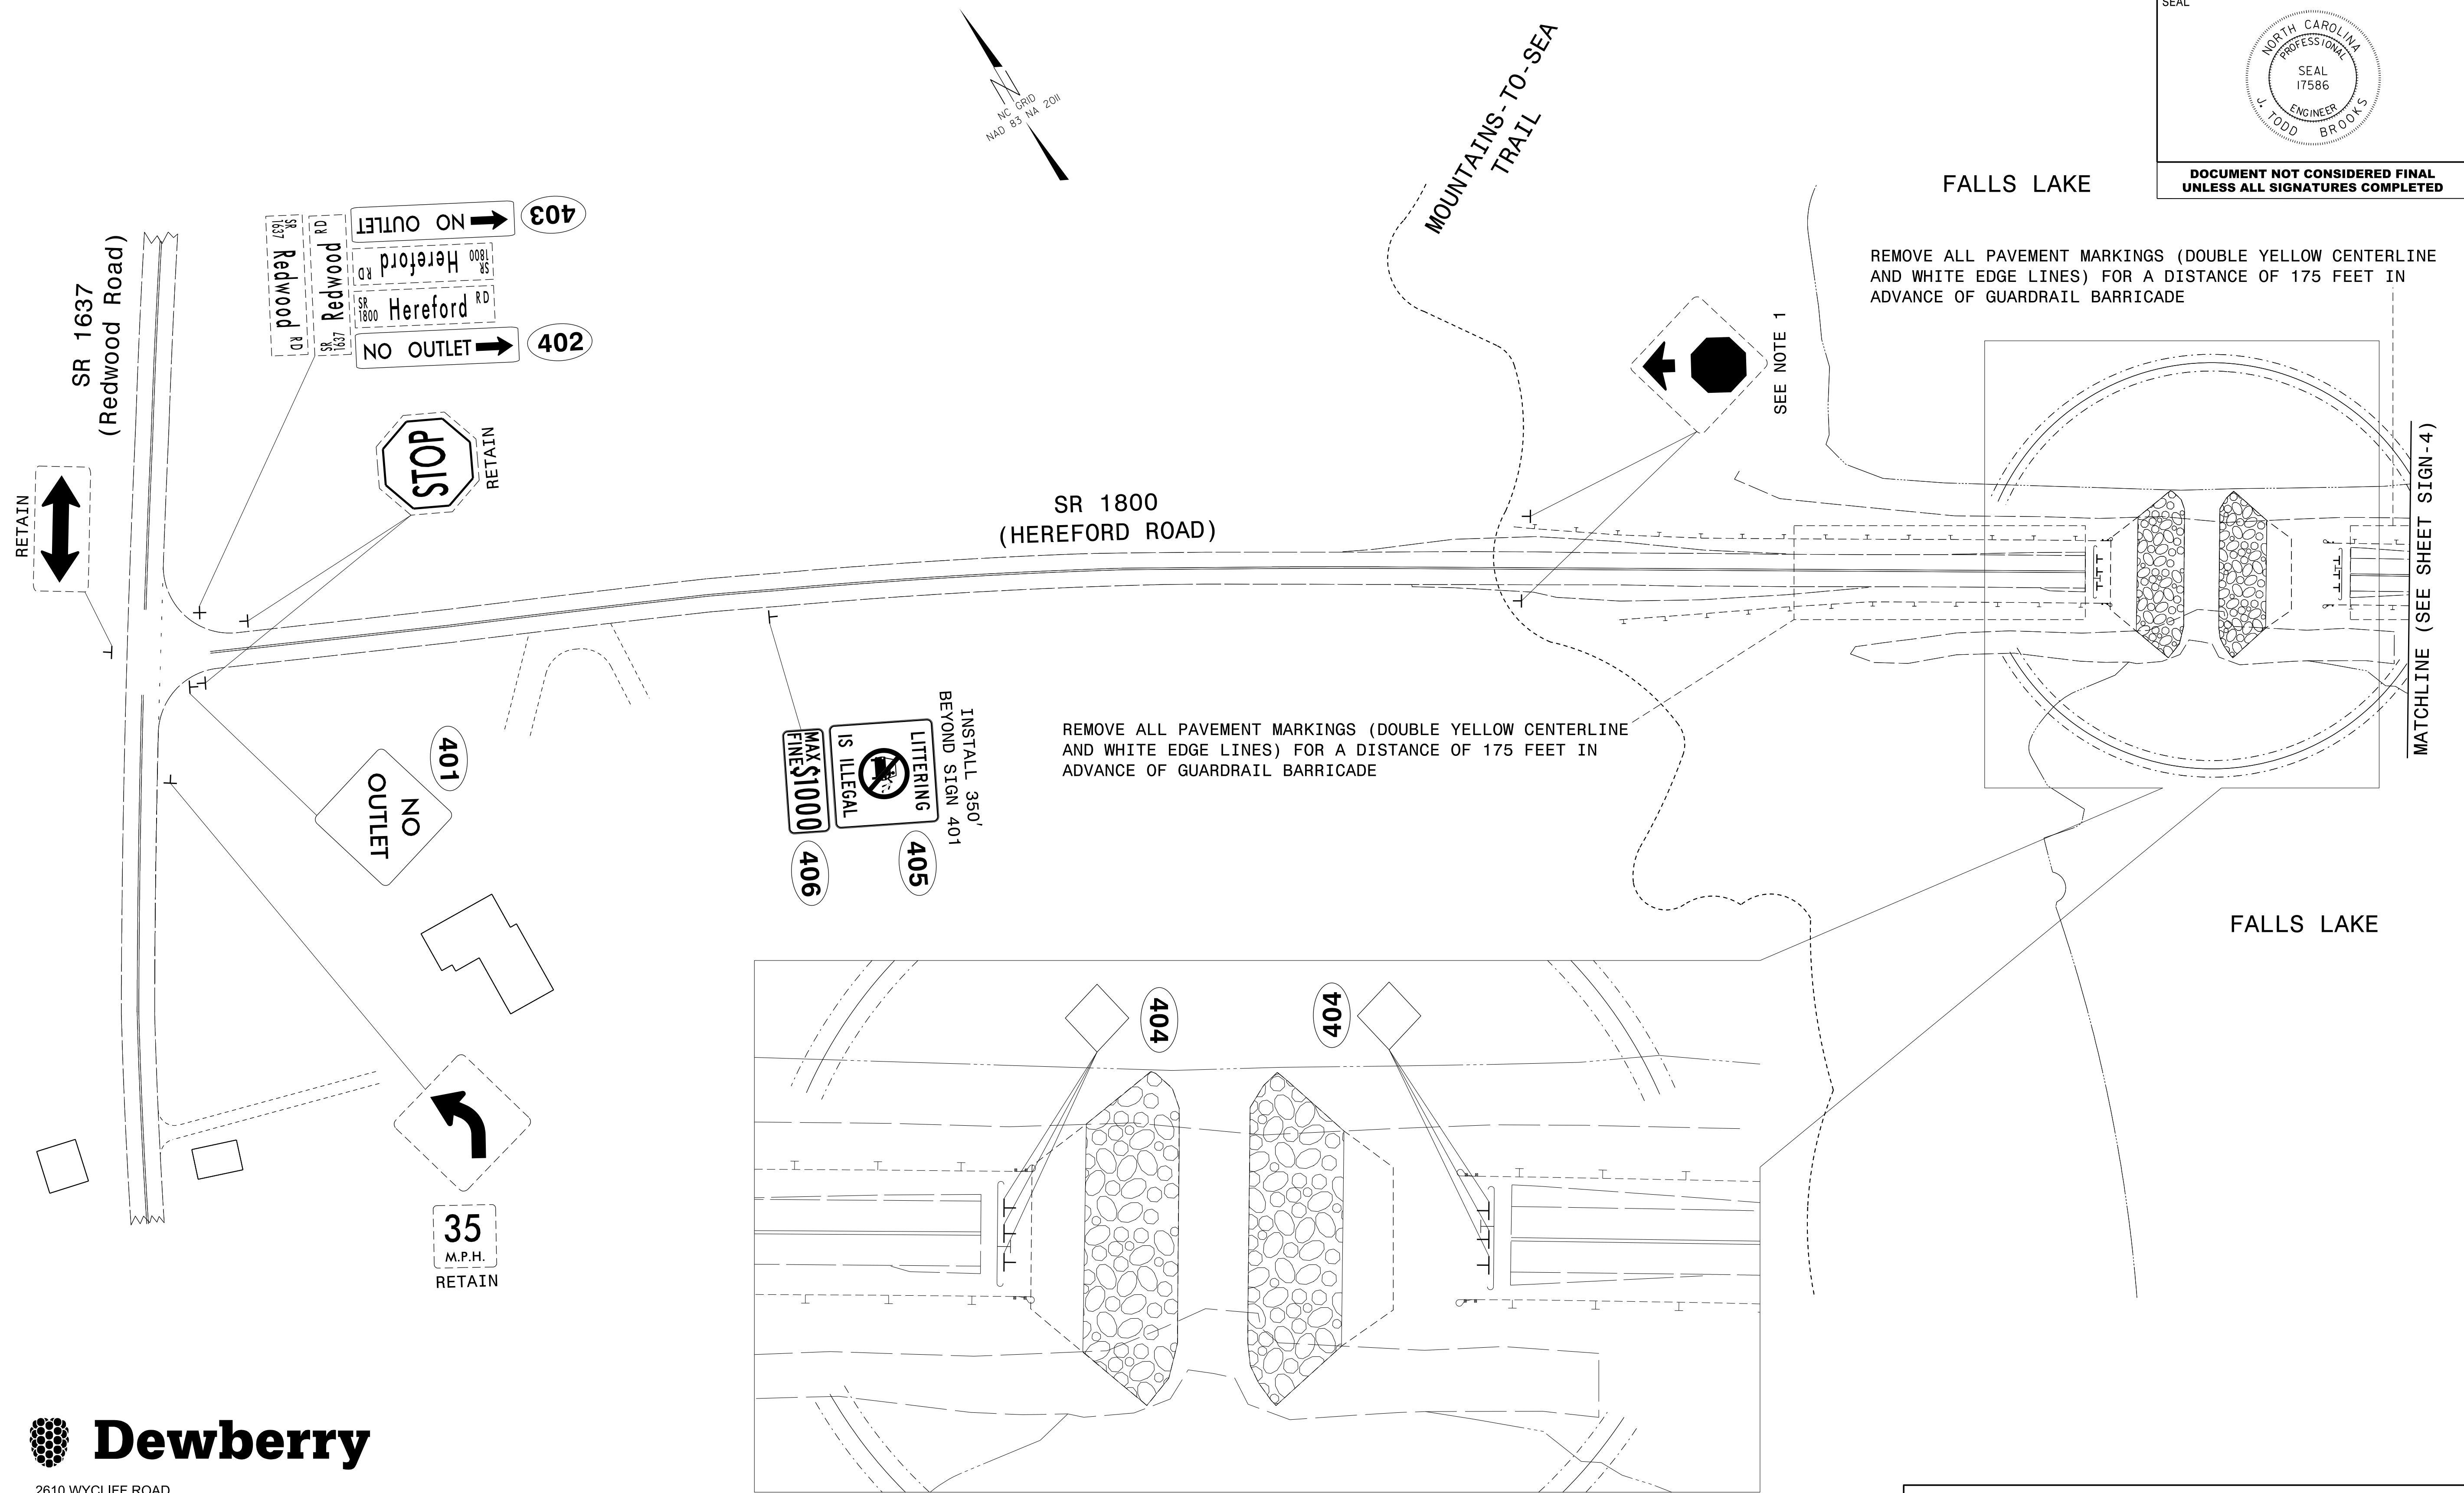 SEAL
NORTH CAROLINA
PROFESSIONAL
SEAL
17586
ENGINEER
J. TODD BROOKS
DOCUMENT NOT CONSIDERED FINAL
UNLESS ALL SIGNATURES COMPLETED
NC GRID
NAD 83 NA 2011
MOUNTAINS-TO-SEA
TRAIL
FALLS LAKE
REMOVE ALL PAVEMENT MARKINGS (DOUBLE YELLOW CENTERLINE
AND WHITE EDGE LINES) FOR A DISTANCE OF 175 FEET IN
ADVANCE OF GUARDRAIL BARRICADE
SR 1637
(Redwood Road)
SR 1637 Redwood RD
SR 1637 Redwood RD
NO OUTLET
403
SR 1800 Hereford RD
SR 1800 Hereford RD
NO OUTLET
402
STOP
RETAIN
RETAIN
SEE NOTE 1
SR 1800
(HEREFORD ROAD)
MATCHLINE (SEE SHEET SIGN-4)
INSTALL 350'
BEYOND SIGN 401
LITTERING
IS ILLEGAL
MAX
FINE
$1000
405
406
REMOVE ALL PAVEMENT MARKINGS (DOUBLE YELLOW CENTERLINE
AND WHITE EDGE LINES) FOR A DISTANCE OF 175 FEET IN
ADVANCE OF GUARDRAIL BARRICADE
401
NO
OUTLET
FALLS LAKE
404
404
35
M.P.H.
RETAIN
Dewberry
2610 WYCLIFF ROAD